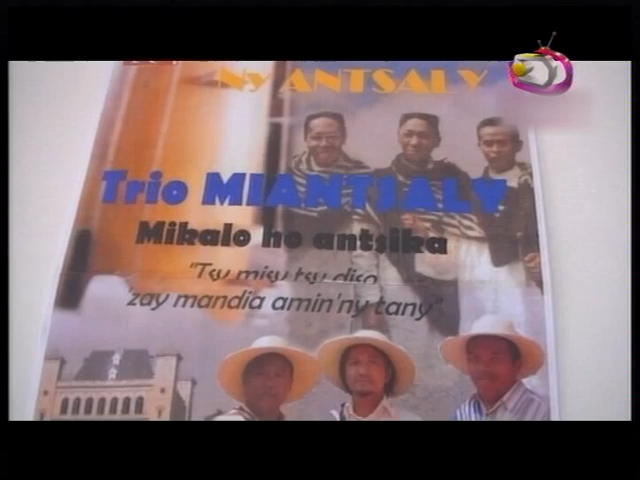 Ny ANTSALY
Trio MIANTSALY
Mikalo ho antsika
"Tsy misy tsy diso
'zay mandia amin'ny tany"